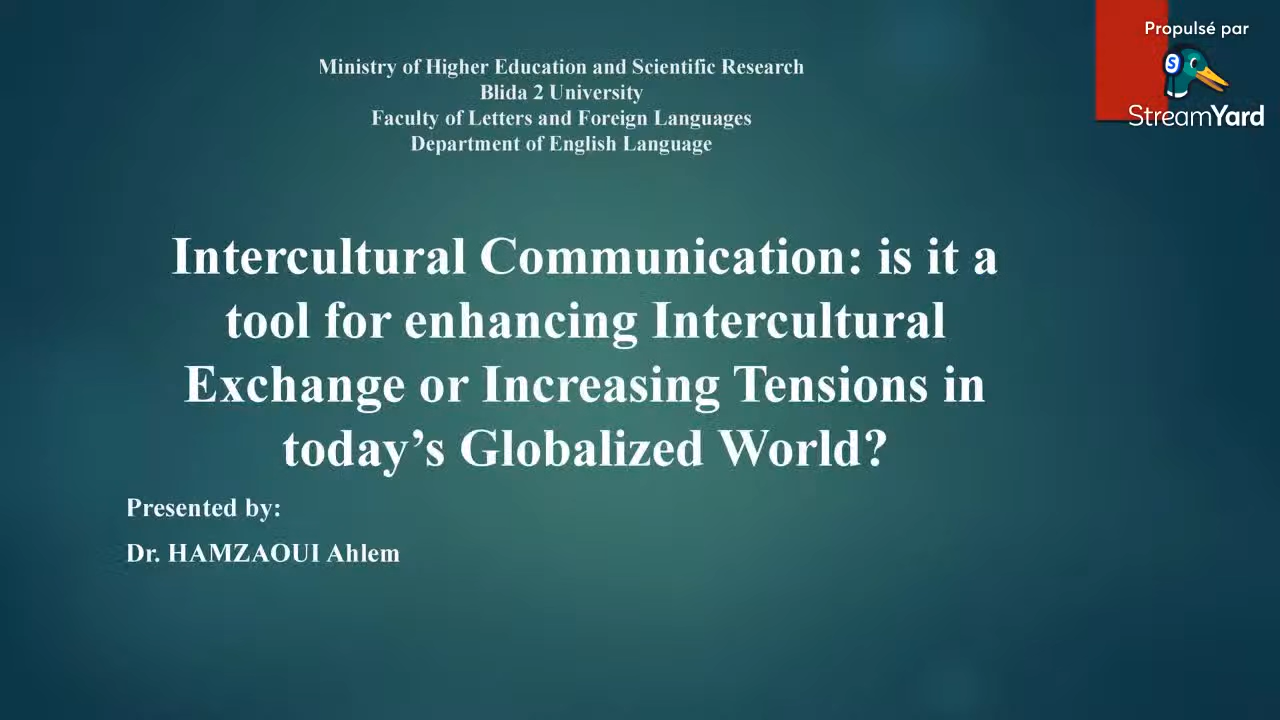 Propulsé par
S
StreamYard
Ministry of Higher Education and Scientific Research
Blida 2 University
Faculty of Letters and Foreign Languages
Department of English Language
Intercultural Communication: is it a
tool for enhancing Intercultural
Exchange or Increasing Tensions in
today’s Globalized World?
Presented by:
Dr. HAMZAOUI Ahlem